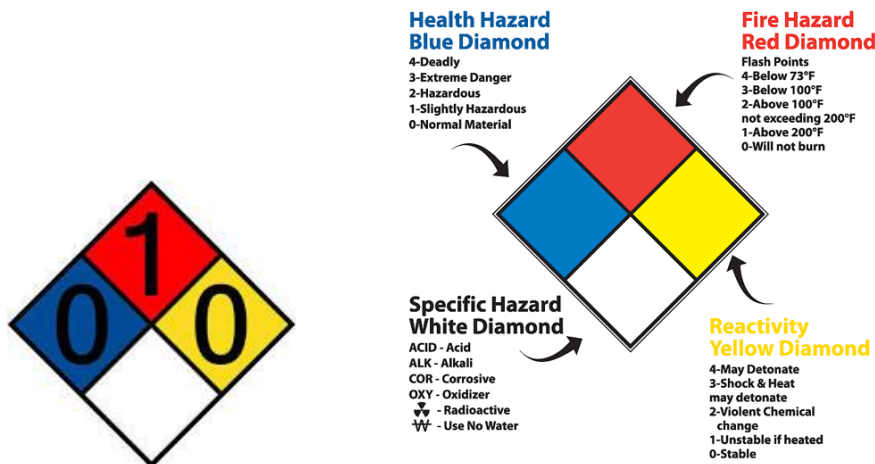 1
0
0
Health Hazard
Blue Diamond
4-Deadly
3-Extreme Danger
2-Hazardous
1-Slightly Hazardous
0-Normal Material
Fire Hazard
Red Diamond
Flash Points
4-Below 73°F
3-Below 100°F
2-Above 100°F
not exceeding 200°F
1-Above 200°F
0-Will not burn
Specific Hazard
White Diamond
ACID - Acid
ALK - Alkali
COR - Corrosive
OXY - Oxidizer
- Radioactive
W - Use No Water
Reactivity
Yellow Diamond
4-May Detonate
3-Shock & Heat
may detonate
2-Violent Chemical
change
1-Unstable if heated
0-Stable